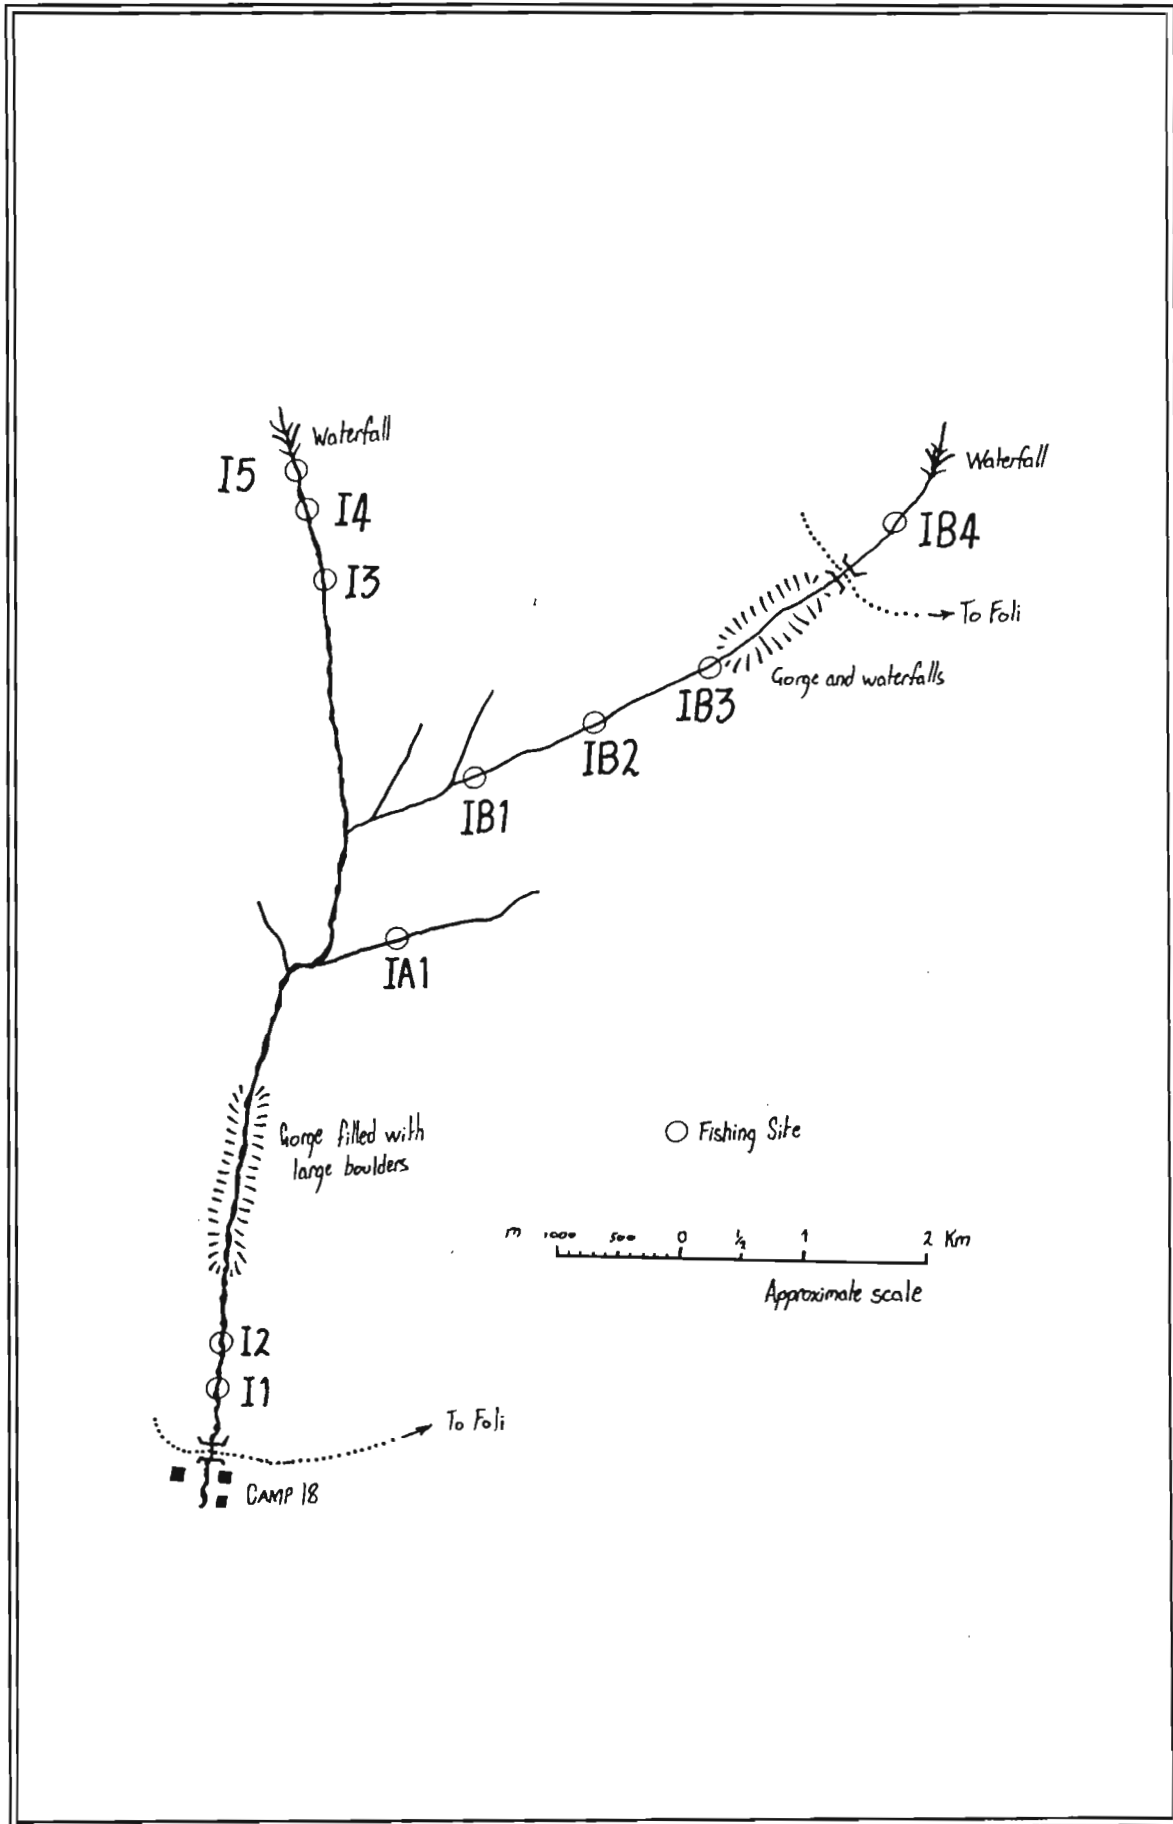 Waterfall
I5
I4
I3
Waterfall
IB4
To Foli
Gorge and waterfalls
IB3
IB2
IB1
IA1
Gorge filled with
large boulders
Fishing Site
m 1000 500 0 ½ 1 2 Km
Approximate scale
I2
I1
To Foli
CAMP 18